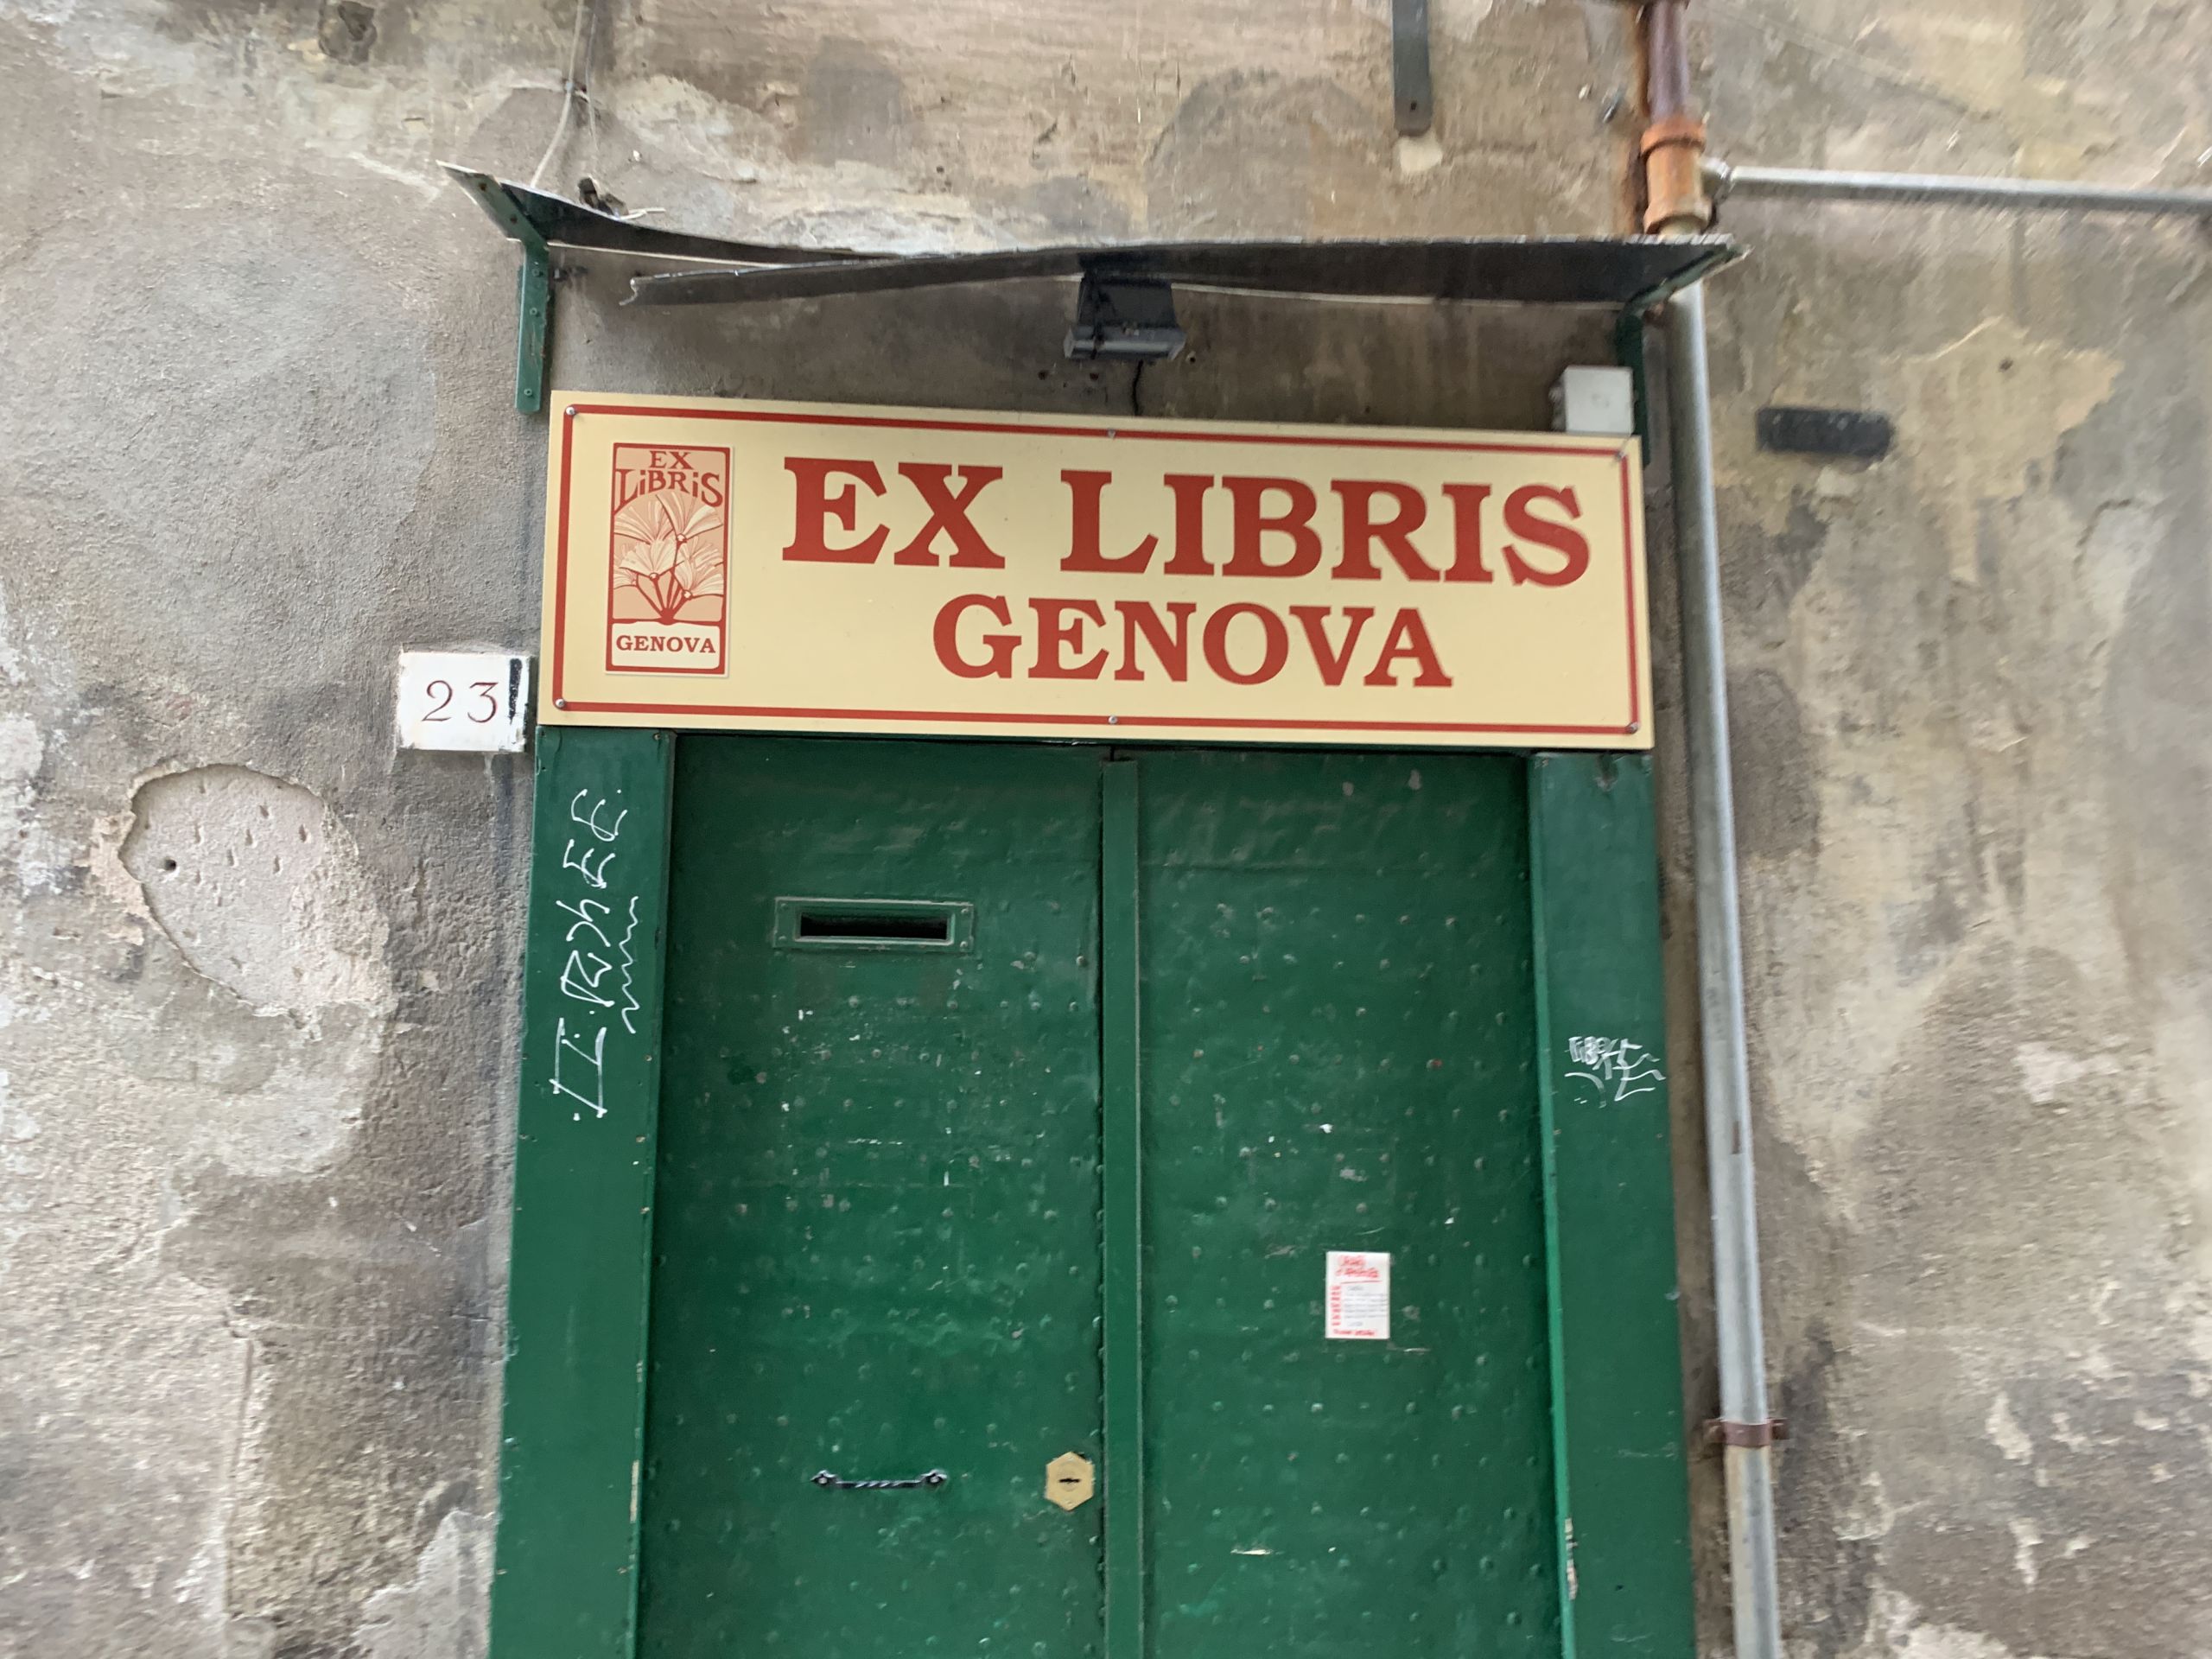 EX
LiBRiS
GENOVA
EX LIBRIS
GENOVA
23